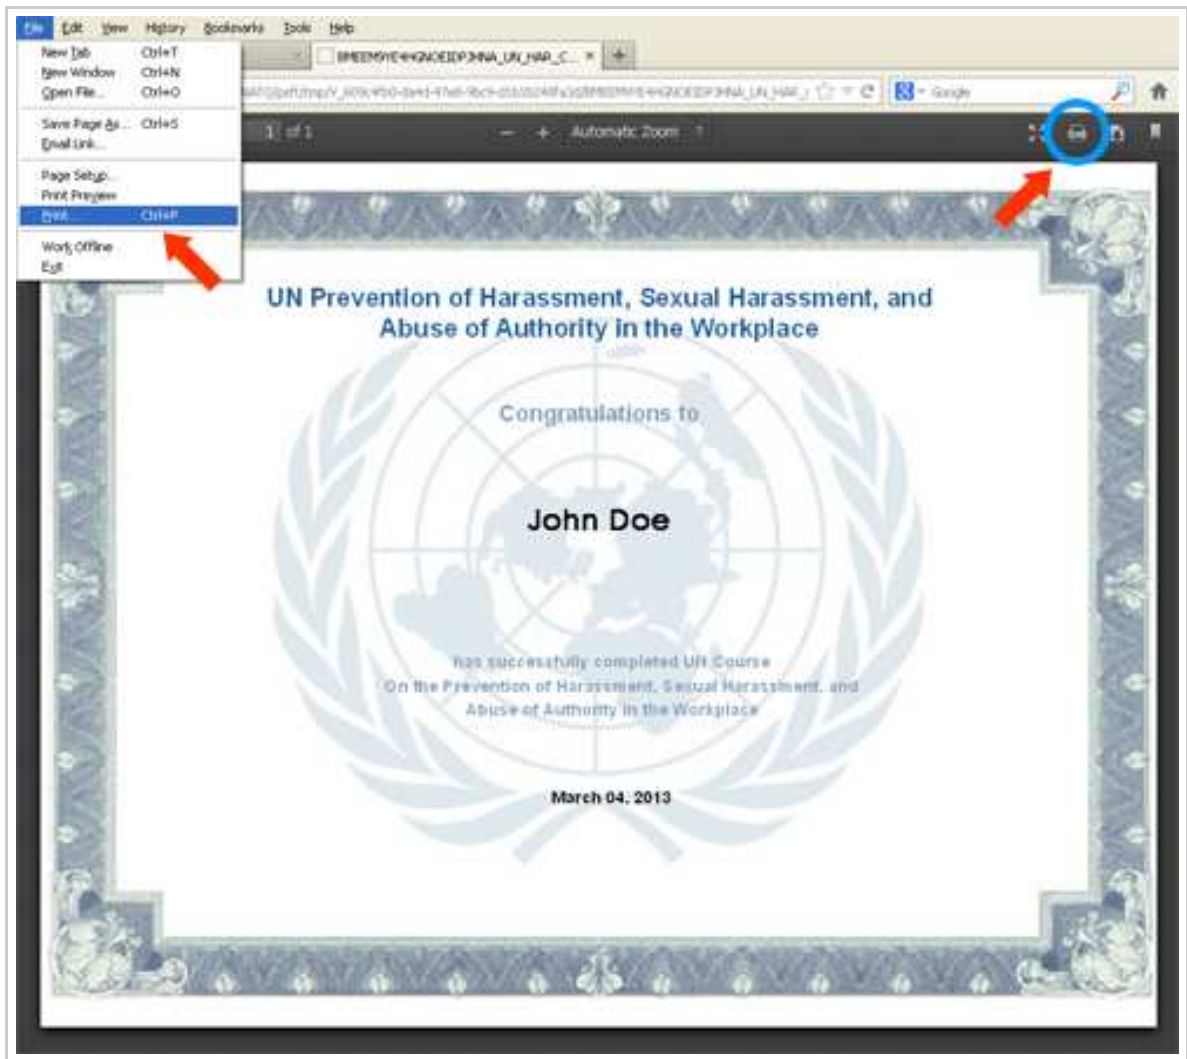 File Edit View History Bookmarks Tools Help
New Tab Ctrl+T
New Window Ctrl+N
Open File... Ctrl+O
Save Page As... Ctrl+S
Email Link...
Page Setup...
Print Preview
Print... Ctrl+P
Work Offline
Exit
Google
1 of 1
Automatic Zoom
UN Prevention of Harassment, Sexual Harassment, and
Abuse of Authority in the Workplace
Congratulations to
John Doe
has successfully completed UN Course
On the Prevention of Harassment, Sexual Harassment, and
Abuse of Authority in the Workplace
March 04, 2013